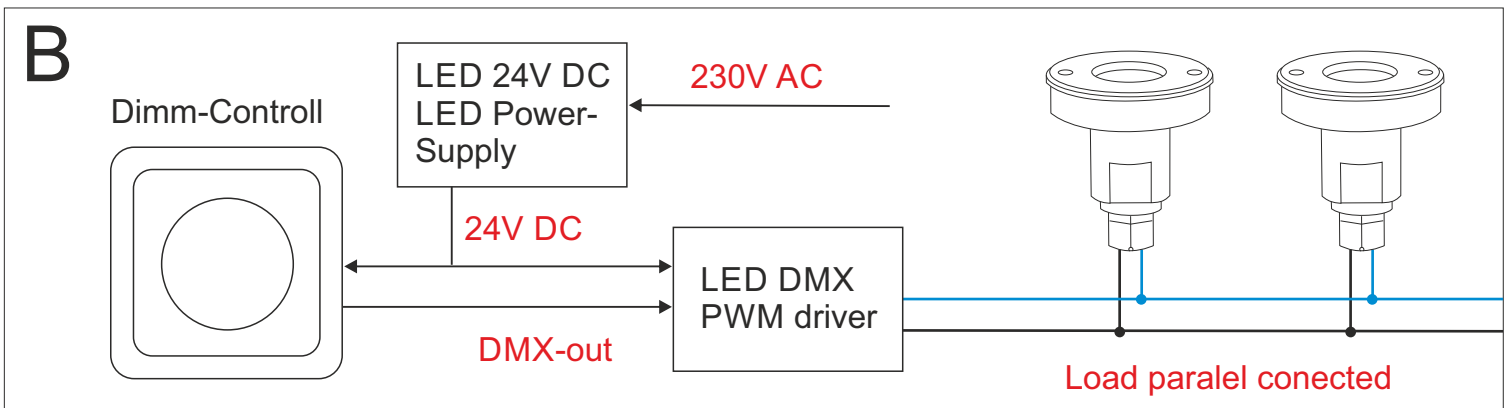 B
Dimm-Controll
LED 24V DC
LED Power-
Supply
230V AC
24V DC
LED DMX
PWM driver
DMX-out
Load paralel conected